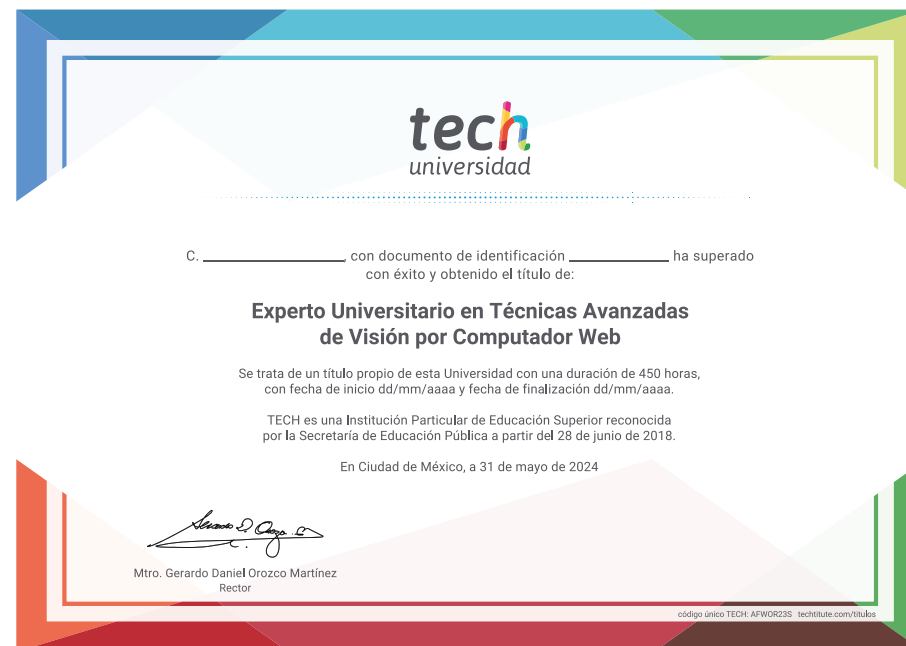 tech
universidad
C. ____________, con documento de identificación ____________ ha superado
con éxito y obtenido el título de:
Experto Universitario en Técnicas Avanzadas
de Visión por Computador Web
Se trata de un título propio de esta Universidad con una duración de 450 horas,
con fecha de inicio dd/mm/aaaa y fecha de finalización dd/mm/aaaa.
TECH es una Institución Particular de Educación Superior reconocida
por la Secretaría de Educación Pública a partir del 28 de junio de 2018.
En Ciudad de México, a 31 de mayo de 2024
Mtro. Gerardo Daniel Orozco Martínez
Rector
código único TECH: AFWOR23S techtitute.com/titulos